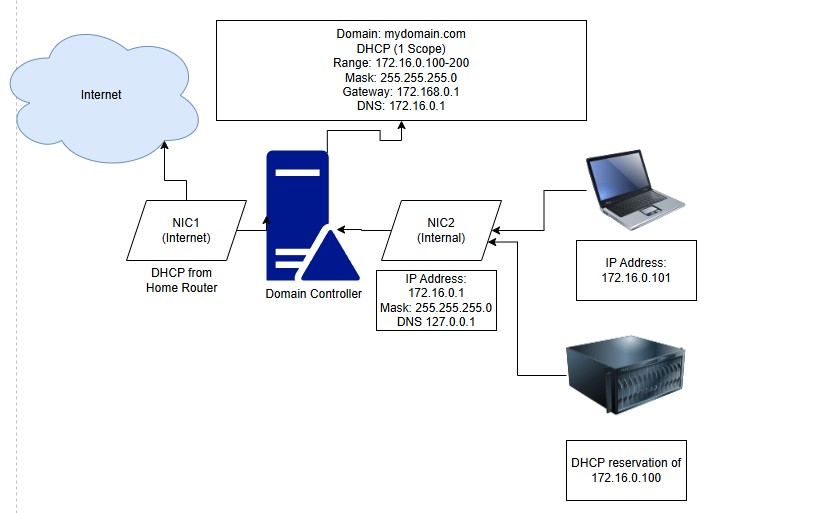 Domain: mydomain.com
DHCP (1 Scope)
Range: 172.16.0.100-200
Mask: 255.255.255.0
Gateway: 172.168.0.1
DNS: 172.16.0.1
Internet
NIC1
(Internet)
DHCP from
Home Router
Domain Controller
NIC2
(Internal)
IP Address:
172.16.0.1
Mask: 255.255.255.0
DNS 127.0.0.1
IP Address:
172.16.0.101
DHCP reservation of
172.16.0.100